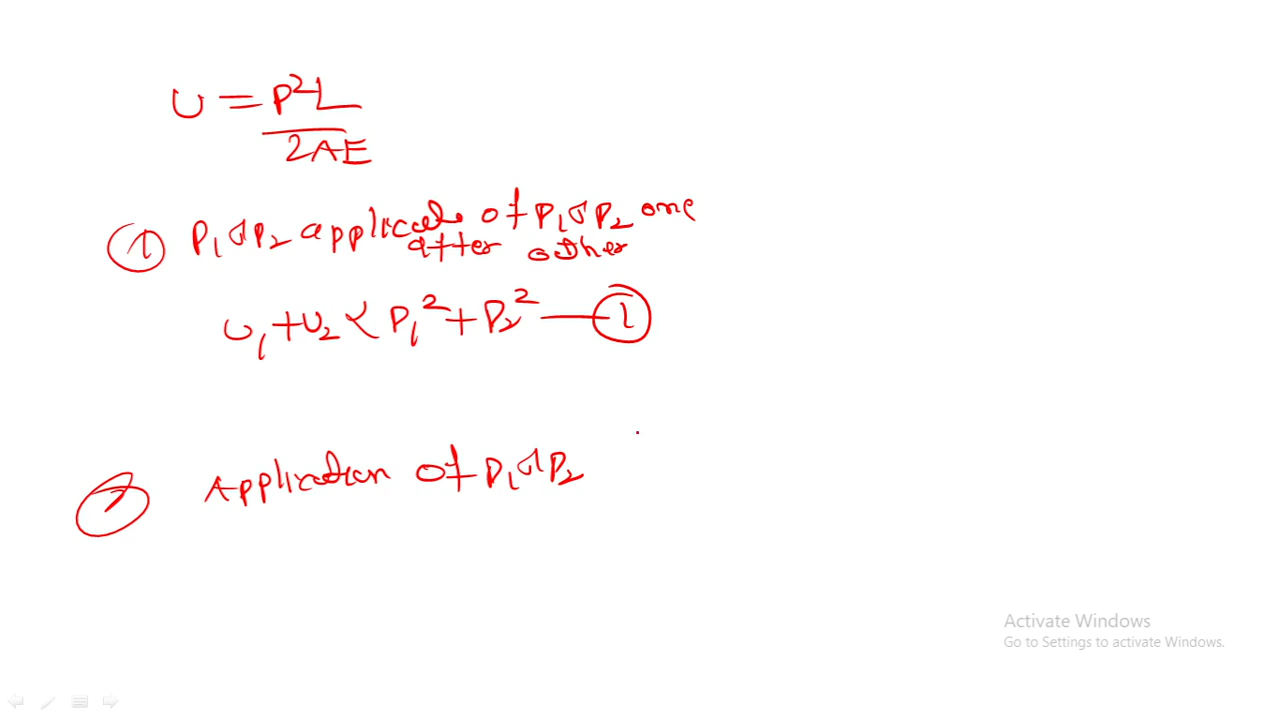 U = P²L
2AE
① P₁ & P₂ applicate of P₁ & P₂ one
after other
U₁ + U₂ ∝ P₁² + P₂² — ①
② Application of P₁ & P₂
Activate Windows
Go to Settings to activate Windows.